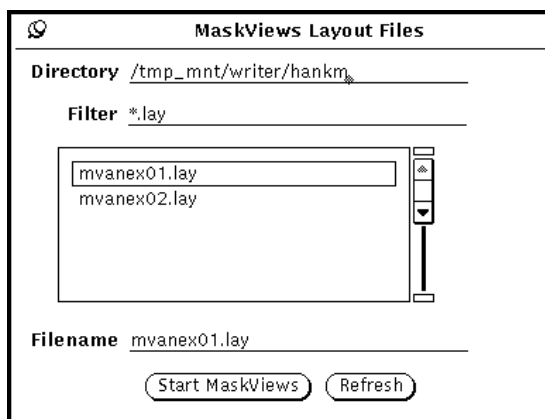 MaskViews Layout Files
Directory /tmp_mnt/writer/hankm
Filter *.lay
mvanex01.lay
mvanex02.lay
Filename mvanex01.lay
Start MaskViews Refresh